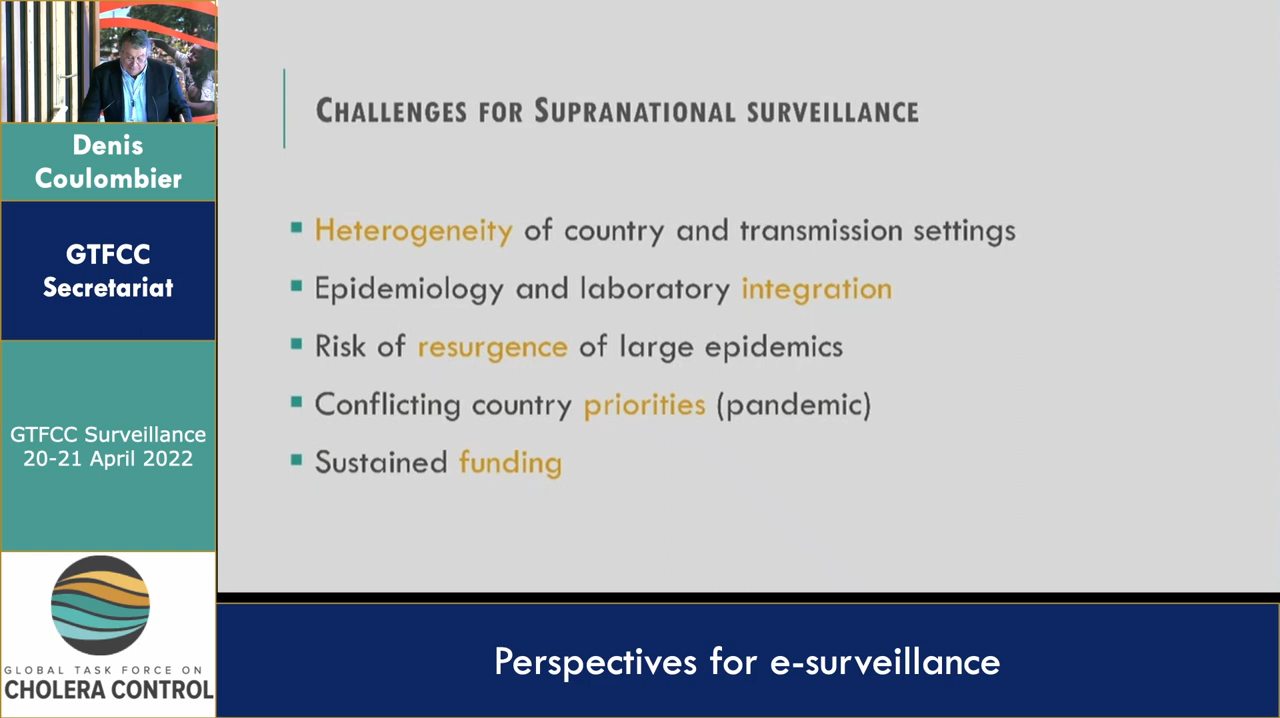 Denis
Coulombier
GTFCC
Secretariat
GTFCC Surveillance
20-21 April 2022
GLOBAL TASK FORCE ON
CHOLERA CONTROL
CHALLENGES FOR SUPRANATIONAL SURVEILLANCE
▪ Heterogeneity of country and transmission settings
▪ Epidemiology and laboratory integration
▪ Risk of resurgence of large epidemics
▪ Conflicting country priorities (pandemic)
▪ Sustained funding
Perspectives for e-surveillance